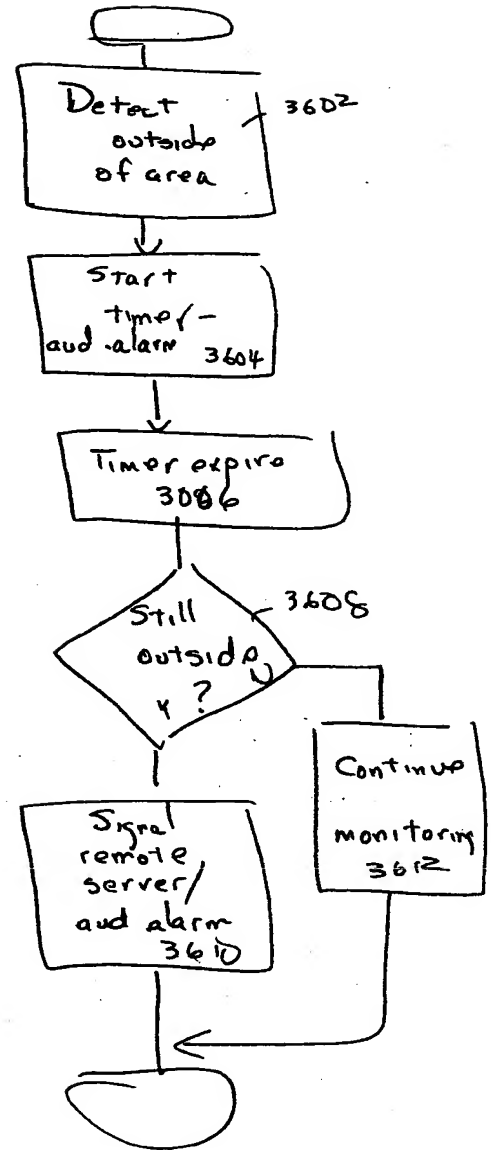 Detect
outside
of area
3602
Start
timer-
aud.alarm 3604
Timer expire
3086
Still
outside
Y ? N
3608
Continue
monitoring
3612
Signal
remote
server/
aud alarm
3610